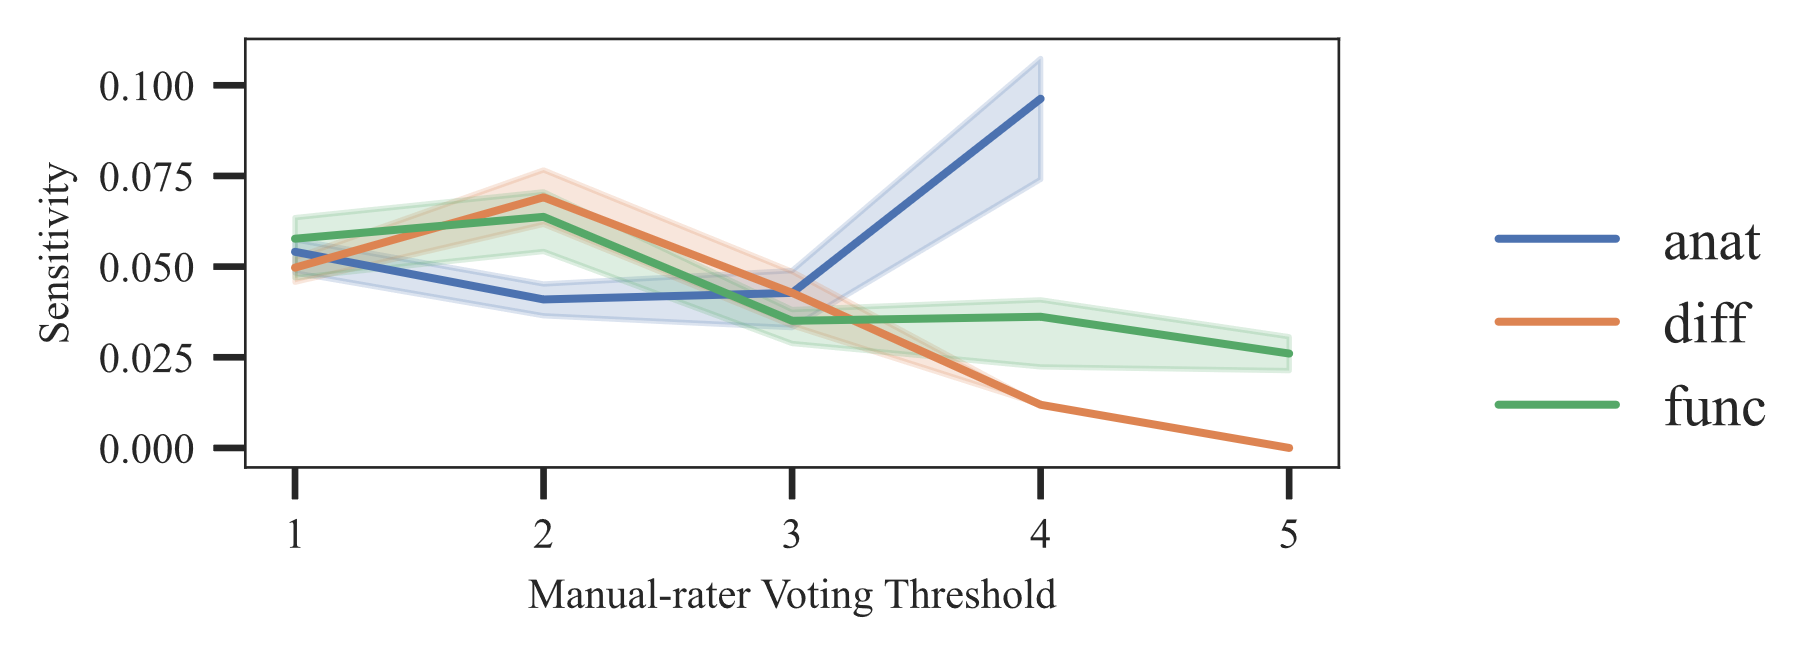 0.100
0.075
0.050
0.025
0.000
Sensitivity
1 2 3 4 5
Manual-rater Voting Threshold
anat
diff
func